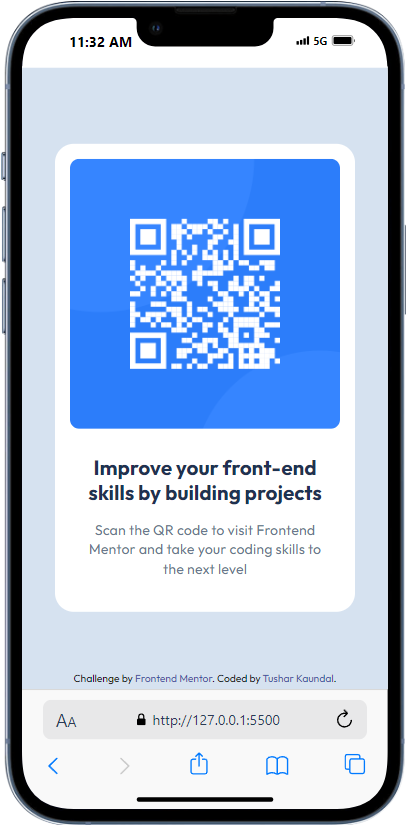 11:32 AM 5G
Improve your front-end
skills by building projects
Scan the QR code to visit Frontend
Mentor and take your coding skills to
the next level
Challenge by Frontend Mentor. Coded by Tushar Kaundal.
AA http://127.0.0.1:5500